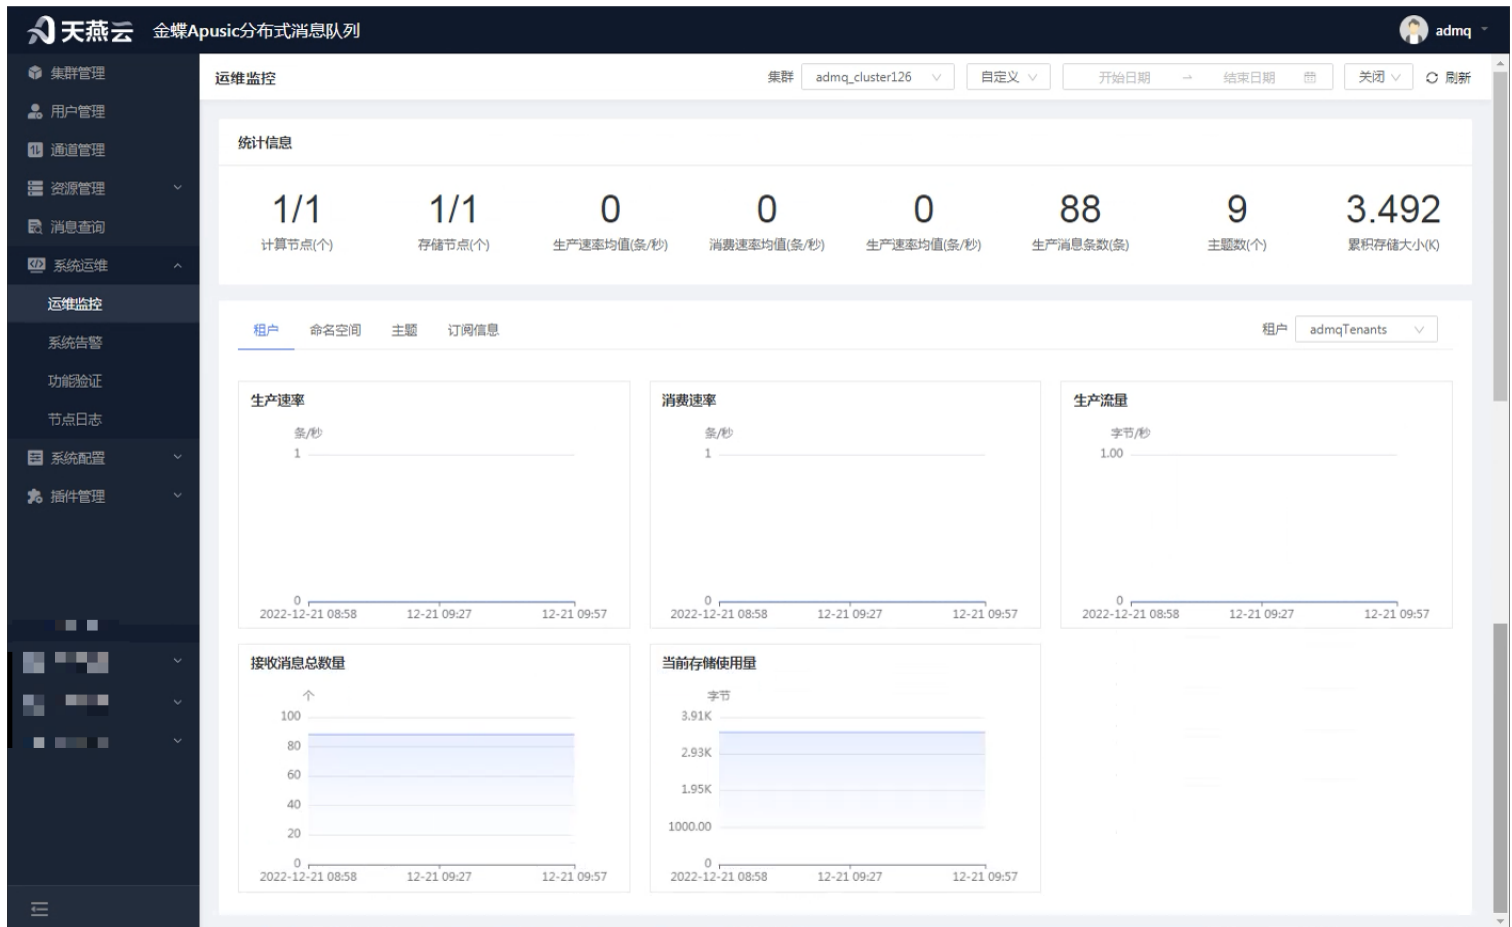 天燕云 金蝶Apusic分布式消息队列
admq
集群管理
用户管理
通道管理
资源管理
消息查询
系统运维
运维监控
系统告警
功能验证
节点日志
系统配置
插件管理
运维监控
集群 admq_cluster126 自定义 开始日期 → 结束日期 关闭 刷新
统计信息
1/1 1/1 0 0 0 88 9 3.492
计算节点(个) 存储节点(个) 生产速率均值(条/秒) 消费速率均值(条/秒) 生产速率均值(条/秒) 生产消息条数(条) 主题数(个) 累积存储大小(K)
租户 命名空间 主题 订阅信息 租户 admqTenants
生产速率
条/秒
1
0
2022-12-21 08:58 12-21 09:27 12-21 09:57
消费速率
条/秒
1
0
2022-12-21 08:58 12-21 09:27 12-21 09:57
生产流量
字节/秒
1.00
0
2022-12-21 08:58 12-21 09:27 12-21 09:57
接收消息总数量
个
100
80
60
40
20
0
2022-12-21 08:58 12-21 09:27 12-21 09:57
当前存储使用量
字节
3.91K
2.93K
1.95K
1000.00
0
2022-12-21 08:58 12-21 09:27 12-21 09:57